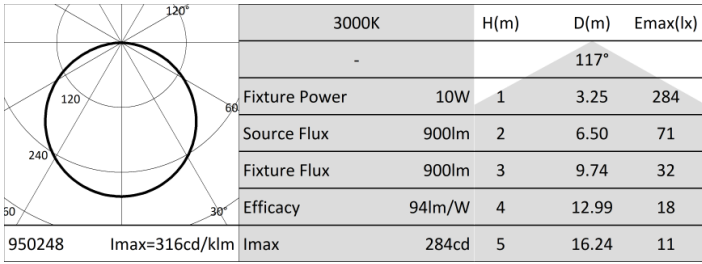 120°
3000K H(m) D(m) Emax(lx)
- 117°
120 60
Fixture Power 10W 1 3.25 284
Source Flux 900lm 2 6.50 71
240
Fixture Flux 900lm 3 9.74 32
60 30°
Efficacy 94lm/W 4 12.99 18
950248 Imax=316cd/klm Imax 284cd 5 16.24 11